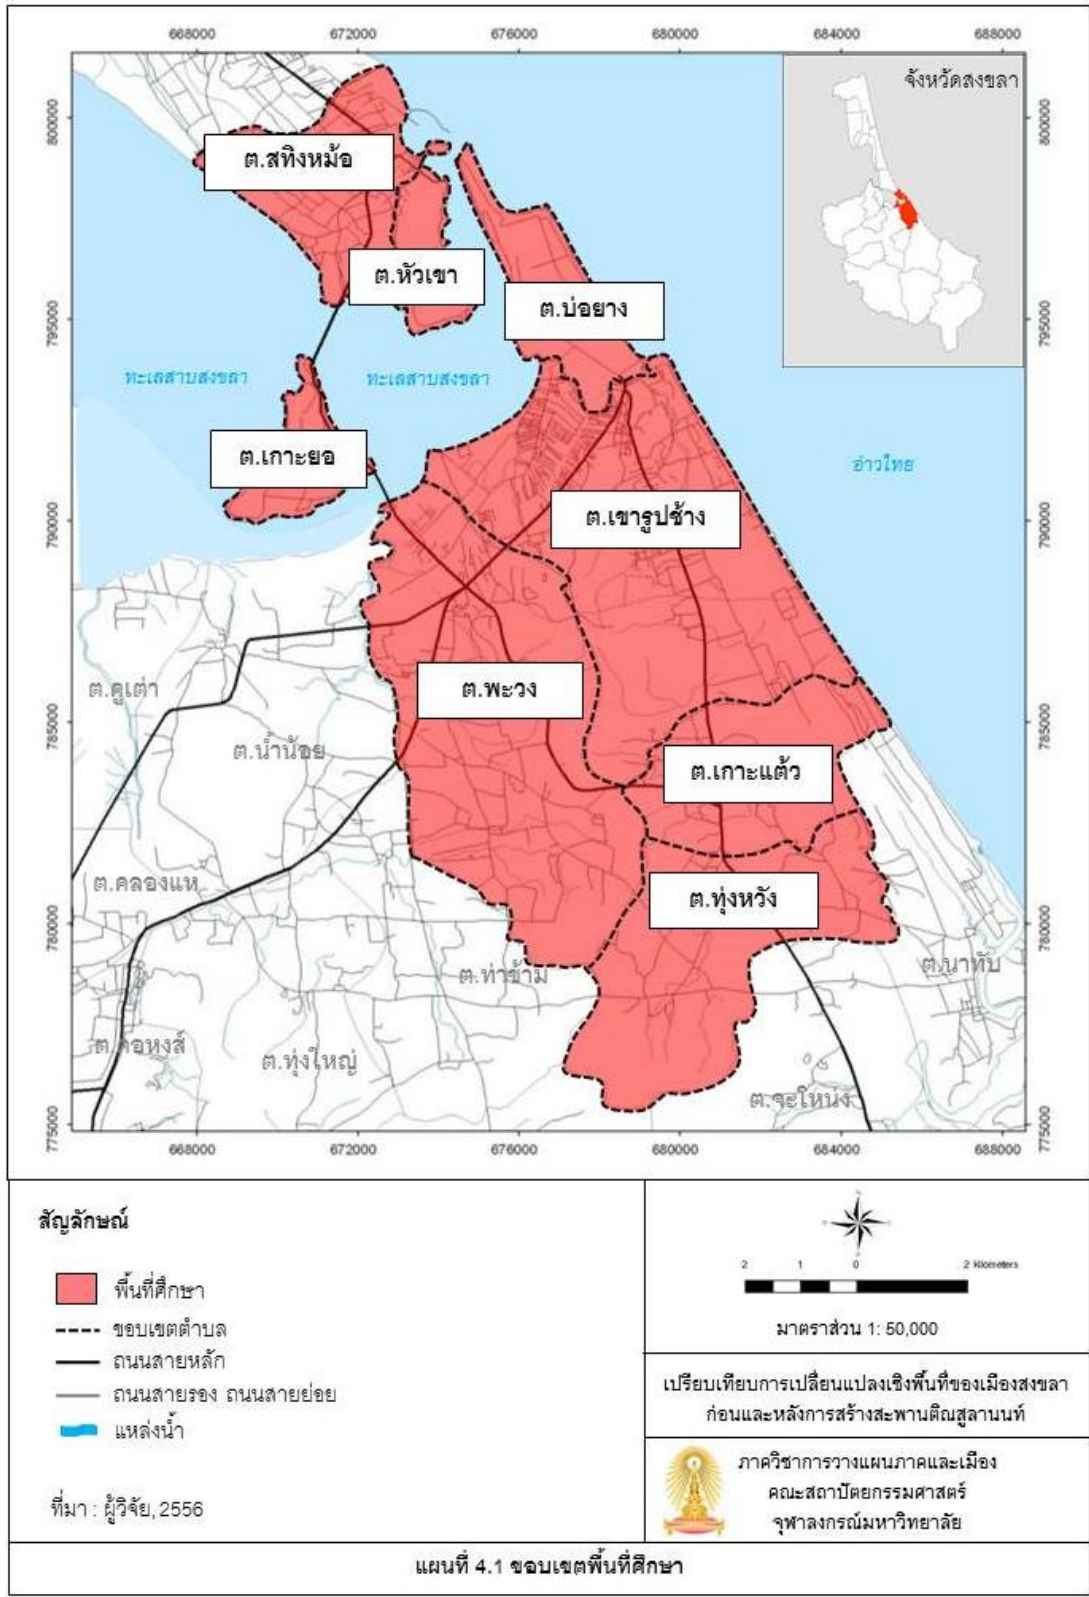 668000 672000 676000 680000 684000 688000
จังหวัดสงขลา
800000 800000
ต.สทิงหม้อ
ต.หัวเขา
ต.บ่อยาง
795000 795000
ทะเลสาบสงขลา ทะเลสาบสงขลา
ต.เกาะยอ
อ่าวไทย
ต.เขารูปช้าง
790000 790000
ต.พะวง
ต.คูเต่า
785000 785000
ต.น้ำน้อย
ต.เกาะแต้ว
ต.คลองแห
ต.ทุ่งหวัง
780000 780000
ต.ท่าข้าม
ต.นาทับ
ต.คอหงส์
ต.ทุ่งใหญ่
ต.จะโหน่ง
775000 775000
668000 672000 676000 680000 684000 688000
สัญลักษณ์
พื้นที่ศึกษา
ขอบเขตตำบล
ถนนสายหลัก
ถนนสายรอง ถนนสายย่อย
แหล่งน้ำ
ที่มา : ผู้วิจัย, 2556
2 1 0 2 Kilometers
มาตราส่วน 1: 50,000
เปรียบเทียบการเปลี่ยนแปลงเชิงพื้นที่ของเมืองสงขลา
ก่อนและหลังการสร้างสะพานติณสูลานนท์
ภาควิชาการวางแผนภาคและเมือง
คณะสถาปัตยกรรมศาสตร์
จุฬาลงกรณ์มหาวิทยาลัย
แผนที่ 4.1 ขอบเขตพื้นที่ศึกษา